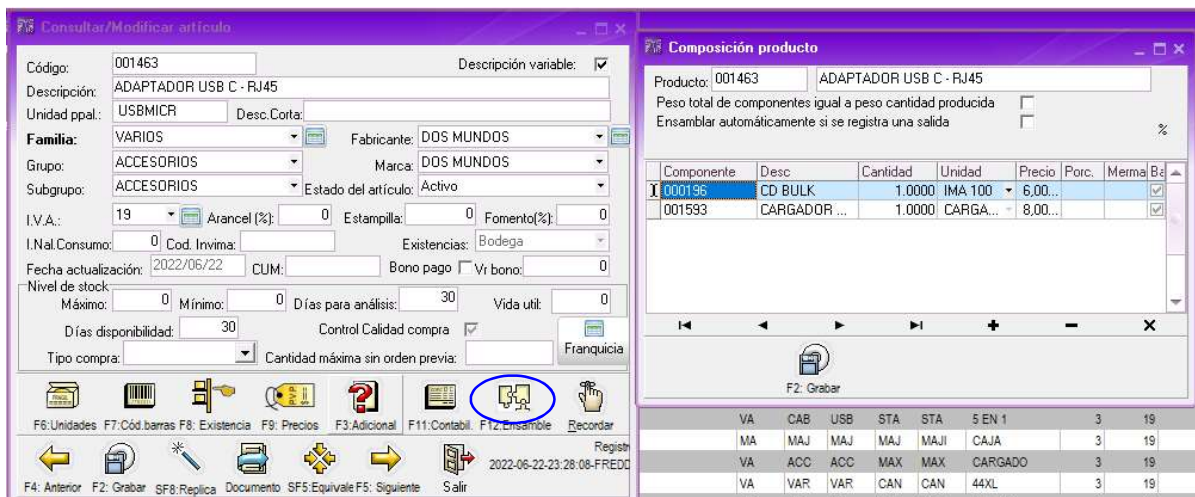 Consultar/Modificar artículo
Código: 001463 Descripción variable:
Descripción: ADAPTADOR USB C - RJ45
Unidad ppal.: USBMICR Desc.Corta:
Familia: VARIOS Fabricante: DOS MUNDOS
Grupo: ACCESORIOS Marca: DOS MUNDOS
Subgrupo: ACCESORIOS Estado del artículo: Activo
I.V.A.: 19 Arancel (%): 0 Estampilla: 0 Fomento(%): 0
I.Nal.Consumo: 0 Cod. Invima: Existencias: Bodega
Fecha actualización: 2022/06/22 CUM: Bono pago Vr bono: 0
Nivel de stock
Máximo: 0 Mínimo: 0 Días para análisis: 30 Vida util: 0
Días disponibilidad: 30 Control Calidad compra
Tipo compra: Cantidad máxima sin orden previa: Franquicia
F6:Unidades F7:Cód.barras F8: Existencia F9: Precios F3:Adicional F11:Contabil. F12:Ensamble Recordar
Registr
2022-06-22-23:28:08-FREDD
F4: Anterior F2: Grabar SF8:Replica Documento SF5:Equivale F5: Siguiente Salir
Composición producto
Producto: 001463 ADAPTADOR USB C - RJ45
Peso total de componentes igual a peso cantidad producida
Ensamblar automáticamente si se registra una salida
%
Componente Desc Cantidad Unidad Precio Porc. Merma Ba
000196 CD BULK 1.0000 IMA 100 6,00...
001593 CARGADOR ... 1.0000 CARGA... 8,00...
F2: Grabar
VA CAB USB STA STA 5 EN 1 3 19
MA MAJ MAJ MAJ MAJI CAJA 3 19
VA ACC ACC MAX MAX CARGADO 3 19
VA VAR VAR CAN CAN 44XL 3 19